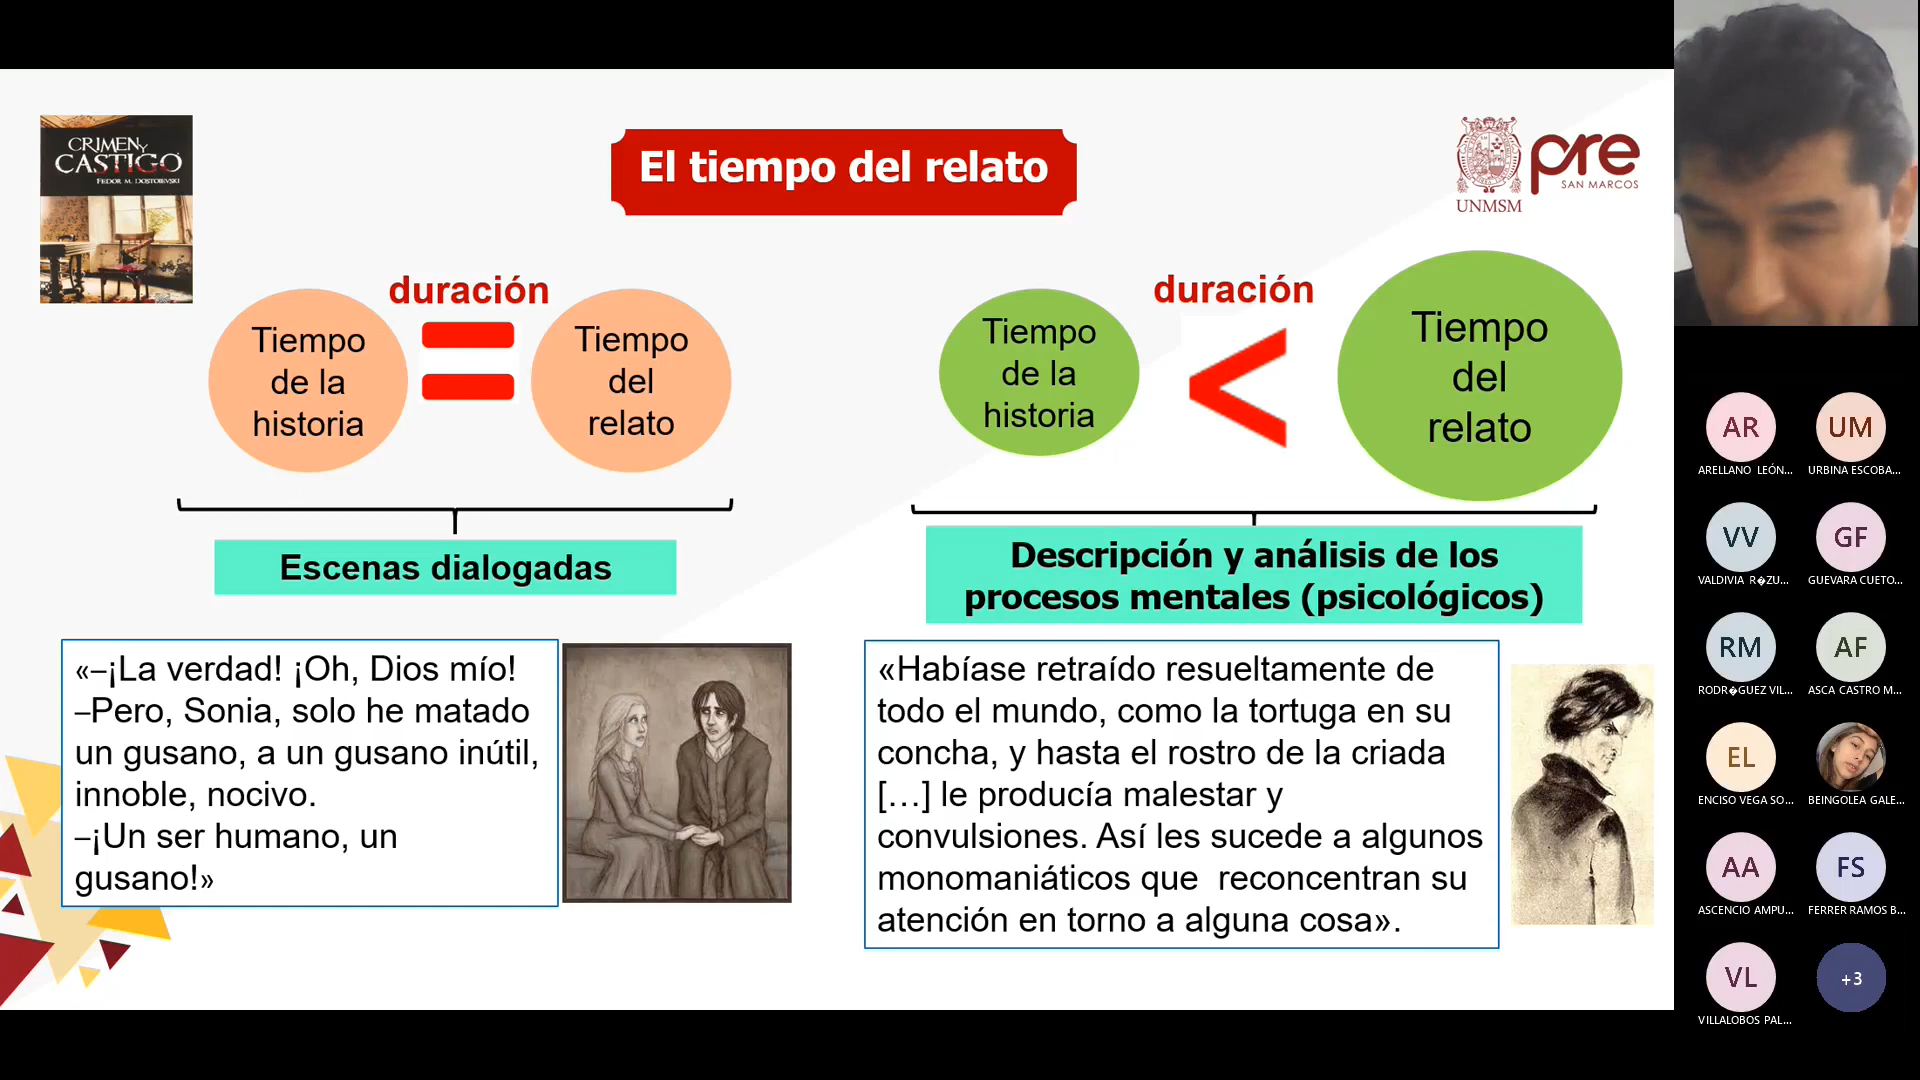 CRIMEN Y
CASTIGO
FEDOR M. DOSTOIEVSKI
El tiempo del relato
UNMSM
pre
SAN MARCOS
duración
Tiempo
de la
historia
Tiempo
del
relato
duración
Tiempo
de la
historia
Tiempo
del
relato
Escenas dialogadas
Descripción y análisis de los
procesos mentales (psicológicos)
«–¡La verdad! ¡Oh, Dios mío!
–Pero, Sonia, solo he matado
un gusano, a un gusano inútil,
innoble, nocivo.
–¡Un ser humano, un
gusano!»
«Habíase retraído resueltamente de
todo el mundo, como la tortuga en su
concha, y hasta el rostro de la criada
[…] le producía malestar y
convulsiones. Así les sucede a algunos
monomaniáticos que  reconcentran su
atención en torno a alguna cosa».
AR
ARELLANO  LEÓN...
UM
URBINA ESCOBA...
VV
VALDIVIA  R�ZU...
GF
GUEVARA CUETO...
RM
RODR�GUEZ VIL...
AF
ASCA CASTRO M...
EL
ENCISO VEGA SO...
BEINGOLEA GALE...
AA
ASCENCIO AMPU...
FS
FERRER RAMOS B...
VL
VILLALOBOS PAL...
+3